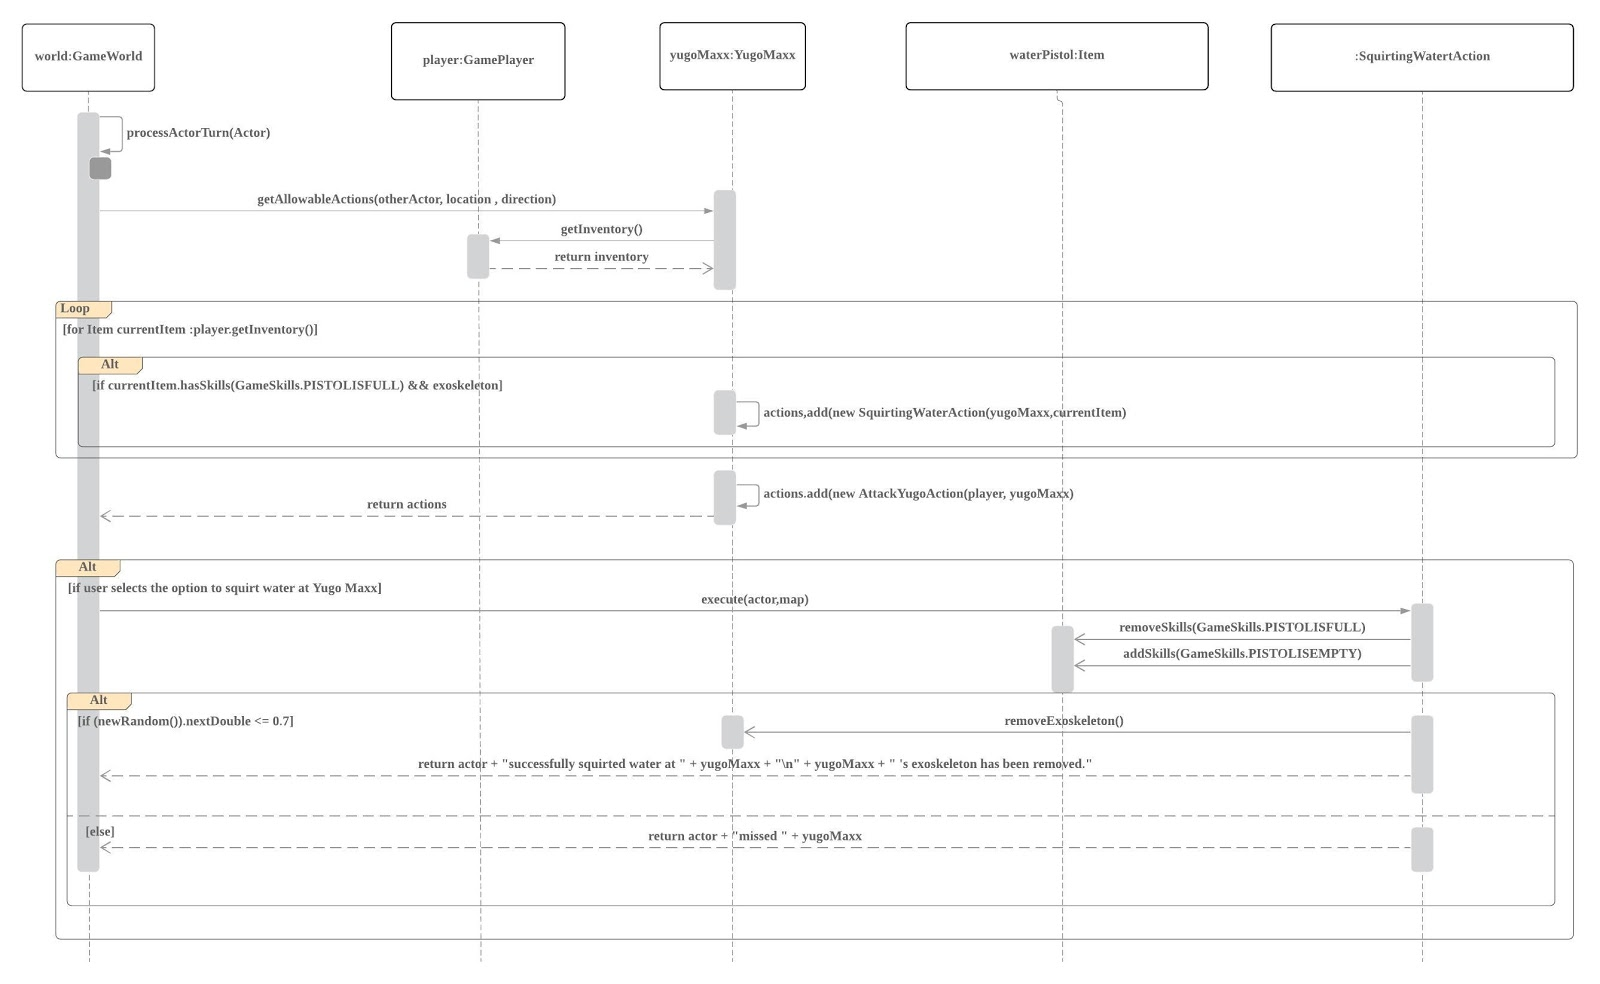 world:GameWorld
player:GamePlayer
yugoMaxx:YugoMaxx
waterPistol:Item
:SquirtingWatertAction
processActorTurn(Actor)
getAllowableActions(otherActor, location , direction)
getInventory()
return inventory
Loop
[for Item currentItem :player.getInventory()]
Alt
[if currentItem.hasSkills(GameSkills.PISTOLISFULL) && exoskeleton]
actions,add(new SquirtingWaterAction(yugoMaxx,currentItem)
actions.add(new AttackYugoAction(player, yugoMaxx)
return actions
Alt
[if user selects the option to squirt water at Yugo Maxx]
execute(actor,map)
removeSkills(GameSkills.PISTOLISFULL)
addSkills(GameSkills.PISTOLISEMPTY)
Alt
[if (newRandom()).nextDouble <= 0.7]
removeExoskeleton()
return actor + "successfully squirted water at " + yugoMaxx + "\n" + yugoMaxx + " 's exoskeleton has been removed."
[else]
return actor + "missed " + yugoMaxx